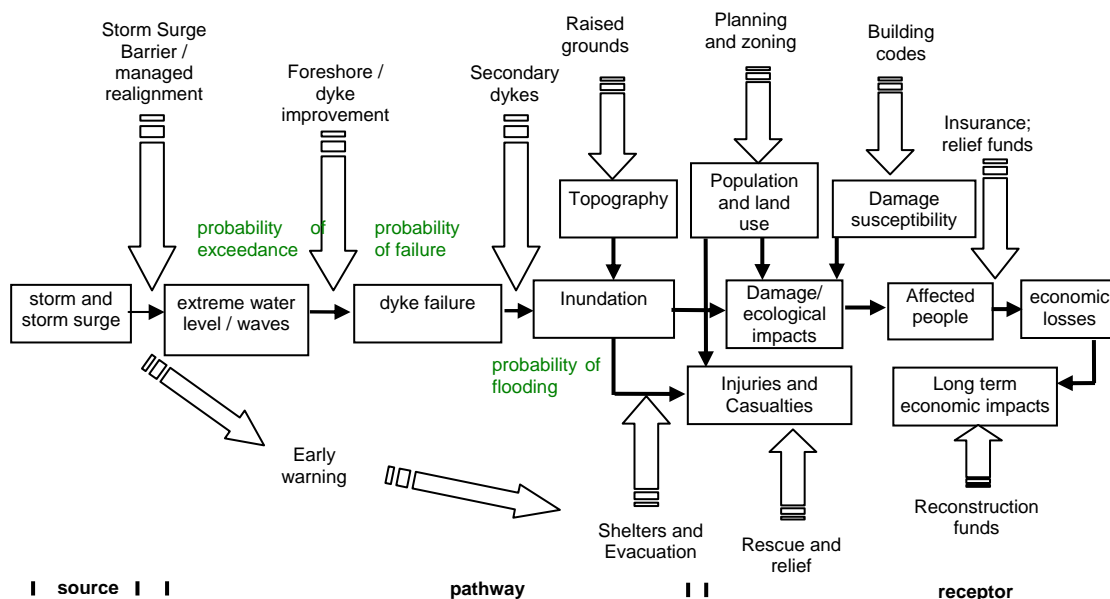 Storm Surge
Barrier /
managed
realignment
Foreshore /
dyke
improvement
Secondary
dykes
Raised
grounds
Planning
and zoning
Building
codes
Insurance;
relief funds
Topography
Population
and land
use
Damage
susceptibility
probability of
exceedance
probability
of failure
storm and
storm surge
extreme water
level / waves
dyke failure
Inundation
Damage/
ecological
impacts
Affected
people
economic
losses
probability of
flooding
Injuries and
Casualties
Long term
economic impacts
Early
warning
Shelters and
Evacuation
Rescue and
relief
Reconstruction
funds
source
pathway
receptor